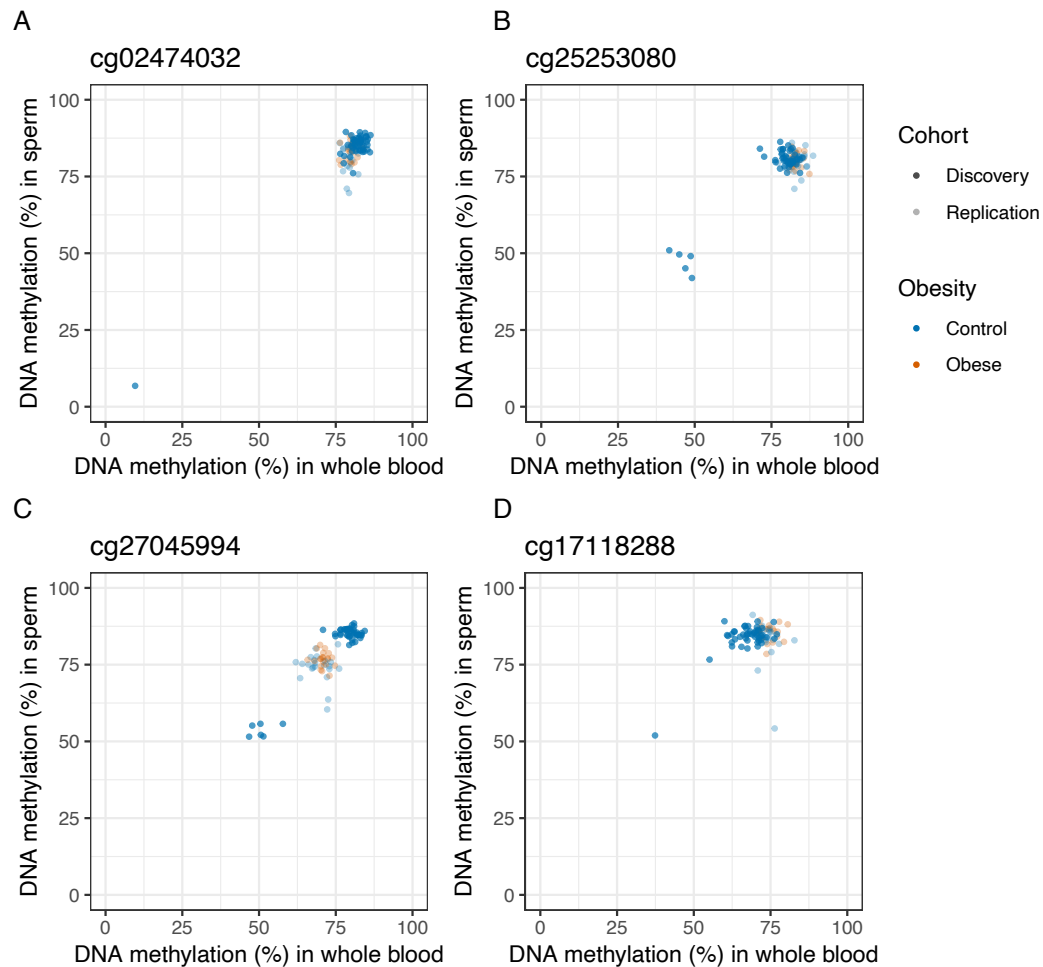 A
cg02474032
DNA methylation (%) in sperm
100
75
50
25
0
0 25 50 75 100
DNA methylation (%) in whole blood
B
cg25253080
DNA methylation (%) in sperm
100
75
50
25
0
0 25 50 75 100
DNA methylation (%) in whole blood
Cohort
Discovery
Replication
Obesity
Control
Obese
C
cg27045994
DNA methylation (%) in sperm
100
75
50
25
0
0 25 50 75 100
DNA methylation (%) in whole blood
D
cg17118288
DNA methylation (%) in sperm
100
75
50
25
0
0 25 50 75 100
DNA methylation (%) in whole blood